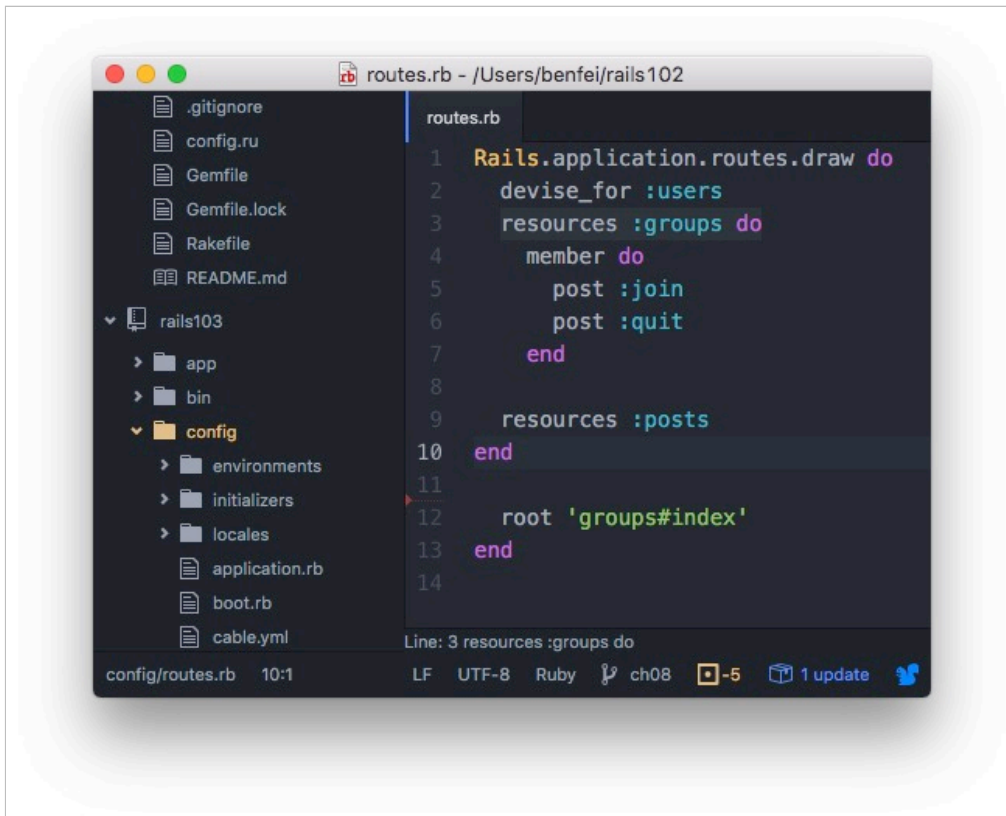 routes.rb - /Users/benfei/rails102
.gitignore
config.ru
Gemfile
Gemfile.lock
Rakefile
README.md
rails103
app
bin
config
environments
initializers
locales
application.rb
boot.rb
cable.yml
routes.rb
1 Rails.application.routes.draw do
2   devise_for :users
3   resources :groups do
4     member do
5       post :join
6       post :quit
7     end
8
9   resources :posts
10 end
11
12   root 'groups#index'
13 end
14
Line: 3 resources :groups do
config/routes.rb 10:1 LF UTF-8 Ruby ch08 -5 1 update